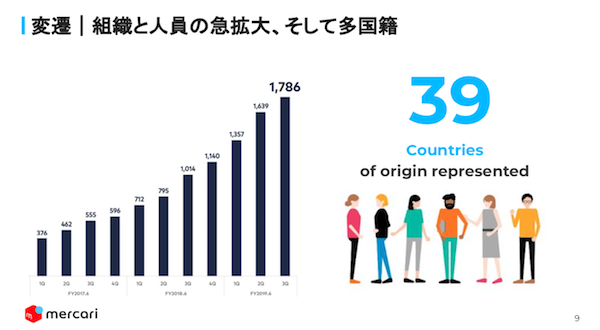 変遷｜組織と人員の急拡大、そして多国籍
376
462
555
596
712
795
1,014
1,140
1,357
1,639
1,786
1Q 2Q 3Q 4Q 1Q 2Q 3Q 4Q 1Q 2Q 3Q
FY2017.6 FY2018.6 FY2019.6
39
Countries
of origin represented
mercari
9